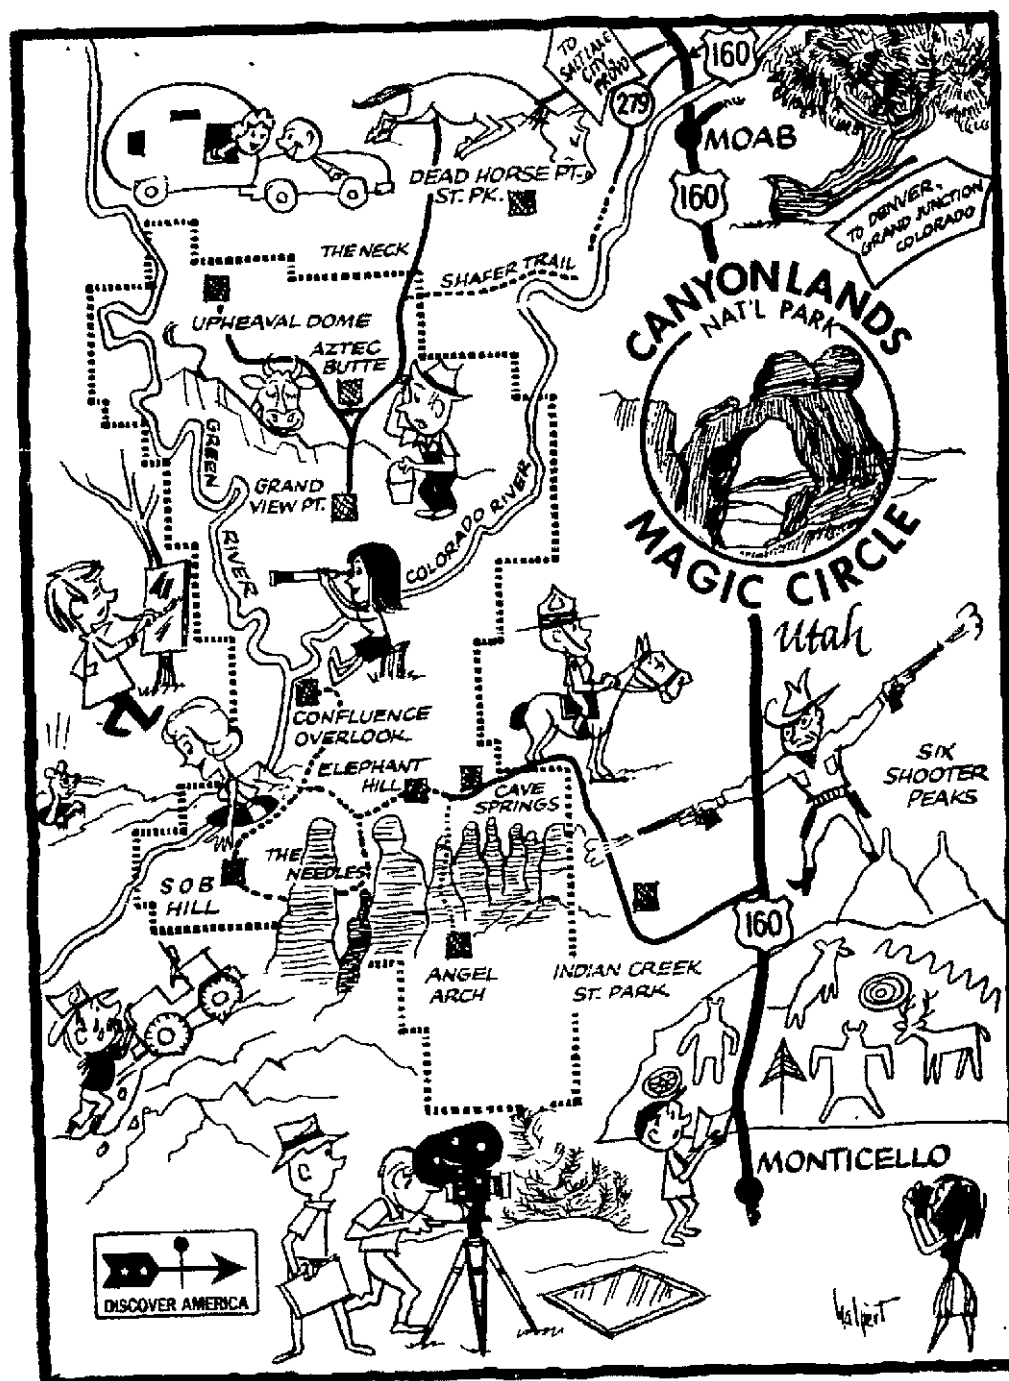 TO
SALT LAKE
CITY
PROVO
160
279
MOAB
160
DEAD HORSE PT.
ST. PK.
TO DENVER,
GRAND JUNCTION
COLORADO
THE NECK
SHAFER TRAIL
UPHEAVAL DOME
AZTEC
BUTTE
CANYONLANDS
NAT'L PARK
MAGIC CIRCLE
Utah
GREEN
RIVER
GRAND
VIEW PT.
COLORADO RIVER
CONFLUENCE
OVERLOOK
ELEPHANT
HILL
CAVE
SPRINGS
SIX
SHOOTER
PEAKS
THE
NEEDLES
SOB
HILL
160
ANGEL
ARCH
INDIAN CREEK
ST. PARK
MONTICELLO
DISCOVER AMERICA
Halpert